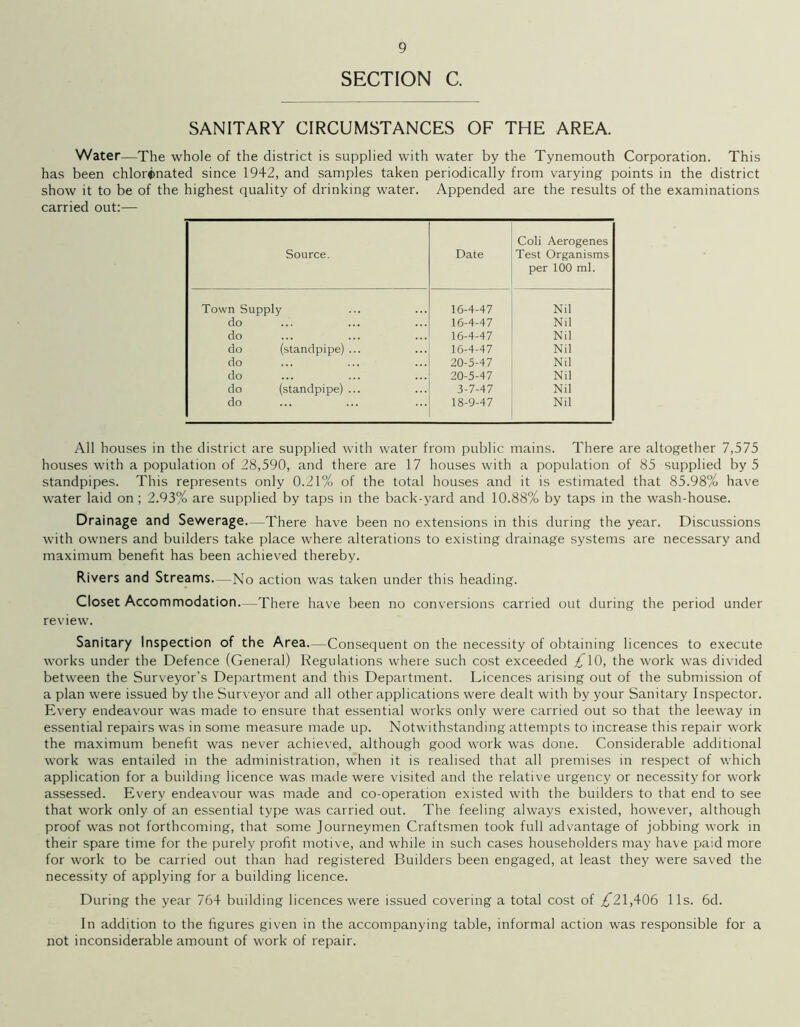 9
SECTION C.
SANITARY CIRCUMSTANCES OF THE AREA.
Water—The whole of the district is supplied with water by the Tynemouth Corporation. This
has been chlorinated since 1942, and samples taken periodically from varying points in the district
show it to be of the highest quality of drinking water. Appended are the results of the examinations
carried out:—
Source. Date Coli Aerogenes Test Organisms per 100 ml.
Town Supply ... ... 16-4-47 Nil
do ... ... ... 16-4-47 Nil
do ... ... ... 16-4-47 Nil
do (standpipe) ... ... 16-4-47 Nil
do ... ... ... 20-5-47 Nil
do ... ... ... 20-5-47 Nil
do (standpipe) ... ... 3-7-47 Nil
do ... ... ... 18-9-47 Nil
All houses in the district are supplied with water from public mains. There are altogether 7,575
houses with a population of 28,590, and there are 17 houses with a population of 85 supplied by 5
standpipes. This represents only 0.21% of the total houses and it is estimated that 85.98% have
water laid on ; 2.93% are supplied by taps in the back-yard and 10.88% by taps in the wash-house.
Drainage and Sewerage.—There have been no extensions in this during the year. Discussions
with owners and builders take place where alterations to existing drainage systems are necessary and
maximum benefit has been achieved thereby.
Rivers and Streams.—No action was taken under this heading.
Closet Accommodation.—There have been no conversions carried out during the period under
review.
Sanitary Inspection of the Area.—Consequent on the necessity of obtaining licences to execute
works under the Defence (General) Regulations where such cost exceeded £10, the work was divided
between the Surveyor's Department and this Department. Licences arising out of the submission of
a plan were issued by the Surveyor and all other applications were dealt with by your Sanitary Inspector.
Every endeavour was made to ensure that essential works only were carried out so that the leeway in
essential repairs was in some measure made up. Notwithstanding attempts to increase this repair work
the maximum benefit was never achieved, although good work was done. Considerable additional
work was entailed in the administration, when it is realised that all premises in respect of which
application for a building licence was made were visited and the relative urgency or necessity for work
assessed. Every endeavour was made and co-operation existed with the builders to that end to see
that work only of an essential type was carried out. The feeling always existed, however, although
proof was not forthcoming, that some Journeymen Craftsmen took full advantage of jobbing work in
their spare time for the purely profit motive, and while in such cases householders may have paid more
for work to be carried out than had registered Builders been engaged, at least they were saved the
necessity of applying for a building licence.
During the year 764 building licences were issued covering a total cost of £21,406 11s. 6d.
In addition to the figures given in the accompanying table, informal action was responsible for a
not inconsiderable amount of work of repair.